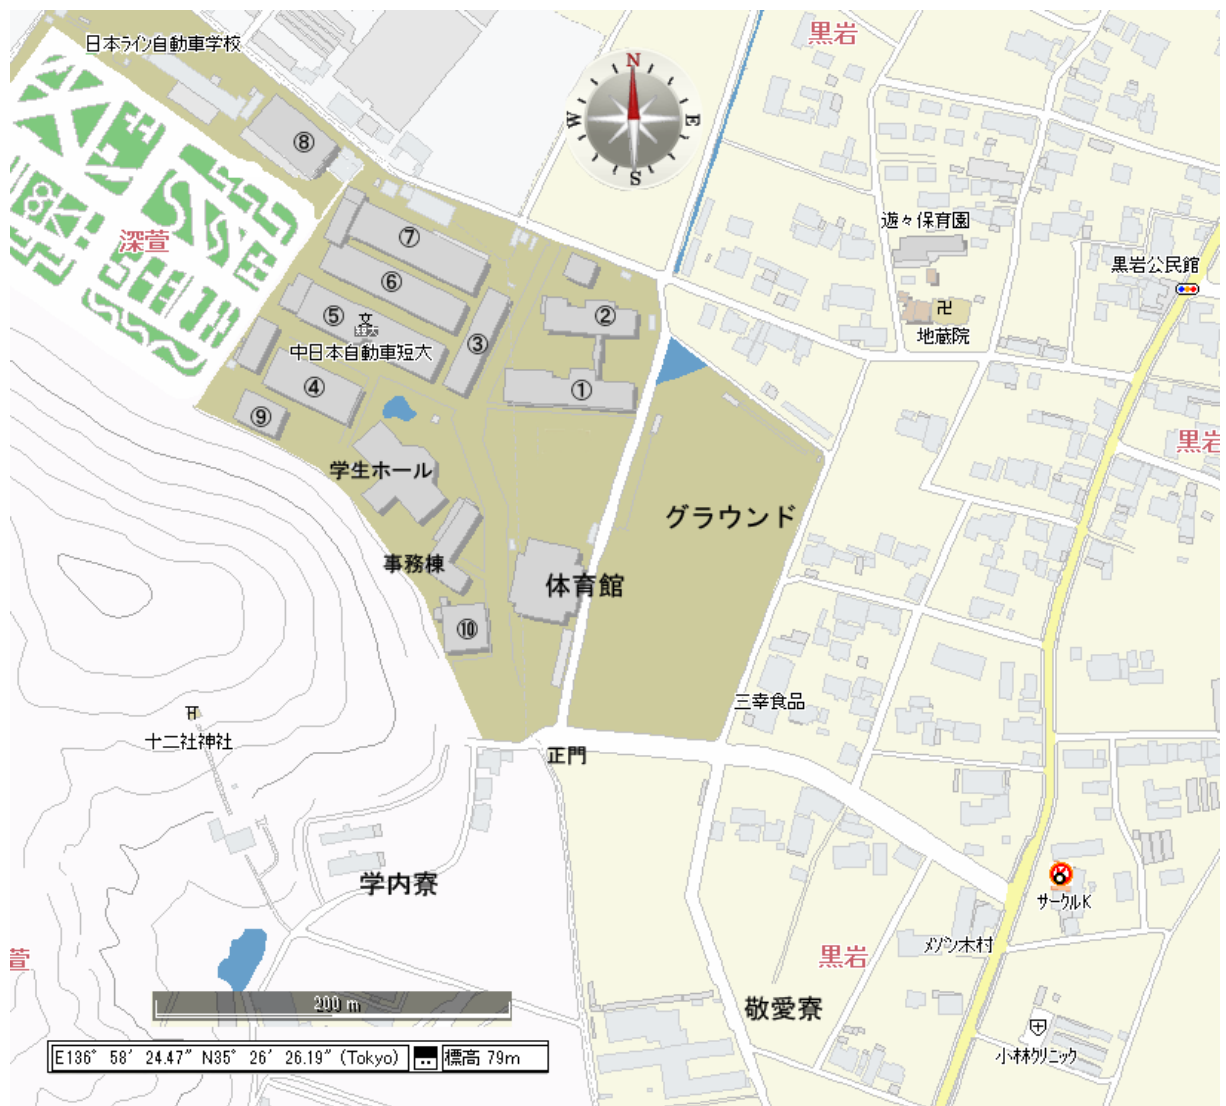 黒岩
日本ライン自動車学校
N
W
E
S
⑧
遊々保育園
⑦
深萱
黒岩公民館
⑥
⑤
文
短大
②
卍
地蔵院
③
中日本自動車短大
④
①
⑨
黒岩
学生ホール
グラウンド
事務棟
体育館
⑩
三幸食品
十二社神社
正門
学内寮
サークルK
メゾン木村
萱
黒岩
200 m
敬愛寮
小林クリニック
E136° 58′ 24.47″ N35° 26′ 26.19″ (Tokyo)
標高 79m